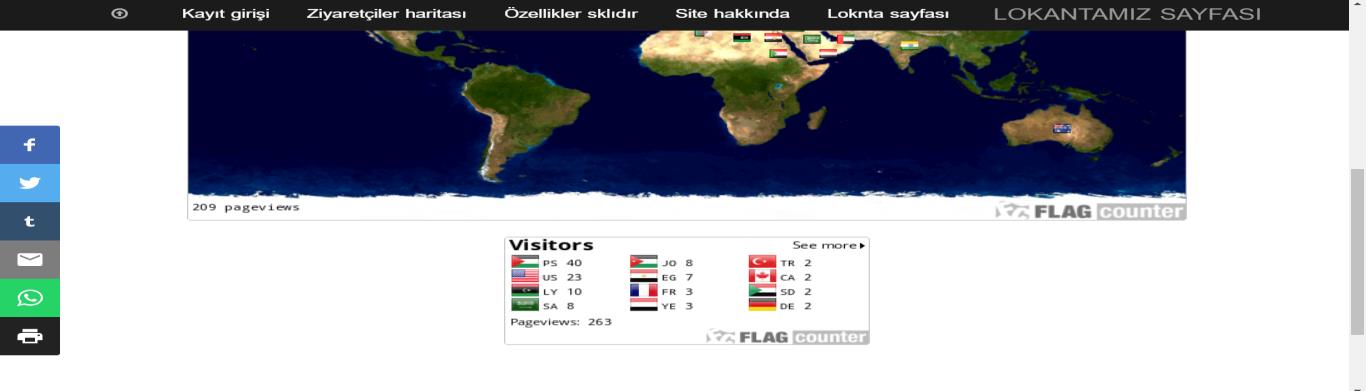 Kayıt girişi Ziyaretçiler haritası Özellikler sklıdır Site hakkında Loknta sayfası LOKANTAMIZ SAYFASI
209 pageviews FLAG counter
Visitors See more
PS 40 JO 8 TR 2
US 23 EG 7 CA 2
LY 10 FR 3 SD 2
SA 8 YE 3 DE 2
Pageviews: 263
FLAG counter